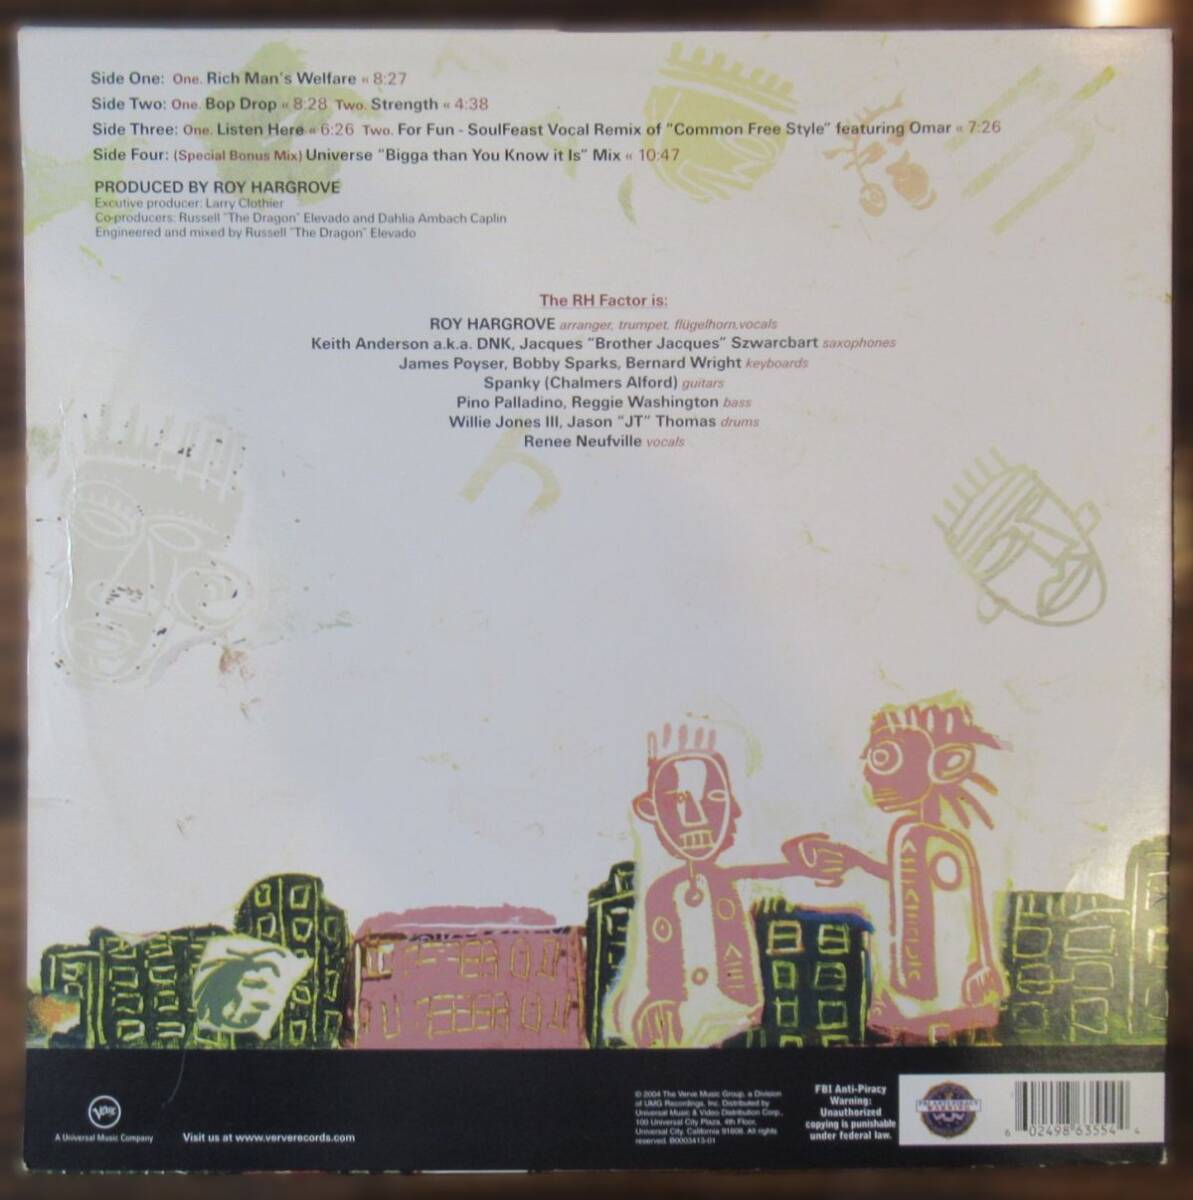 Side One: One. Rich Man's Welfare « 8:27
Side Two: One. Bop Drop « 8:28 Two. Strength « 4:38
Side Three: One. Listen Here « 6:26 Two. For Fun - SoulFeast Vocal Remix of "Common Free Style" featuring Omar « 7:26
Side Four: (Special Bonus Mix) Universe "Bigga than You Know it Is" Mix « 10:47
PRODUCED BY ROY HARGROVE
Excutive producer: Larry Clothier
Co-producers: Russell "The Dragon" Elevado and Dahlia Ambach Caplin
Engineered and mixed by Russell "The Dragon" Elevado
The RH Factor is:
ROY HARGROVE arranger, trumpet, flügelhorn,vocals
Keith Anderson a.k.a. DNK, Jacques "Brother Jacques" Szwarcbart saxophones
James Poyser, Bobby Sparks, Bernard Wright keyboards
Spanky (Chalmers Alford) guitars
Pino Palladino, Reggie Washington bass
Willie Jones III, Jason "JT" Thomas drums
Renee Neufville vocals
Verve
A Universal Music Company
Visit us at www.ververecords.com
© 2004 The Verve Music Group, a Division
of UMG Recordings, Inc. Distributed by
Universal Music & Video Distribution Corp.,
100 Universal City Plaza, 4th Floor,
Universal City, California 91608. All rights
reserved. B0003413-01
FBI Anti-Piracy
Warning:
Unauthorized
copying is punishable
under federal law.
FBI ANTI-PIRACY
WARNING
6 02498 63554 4